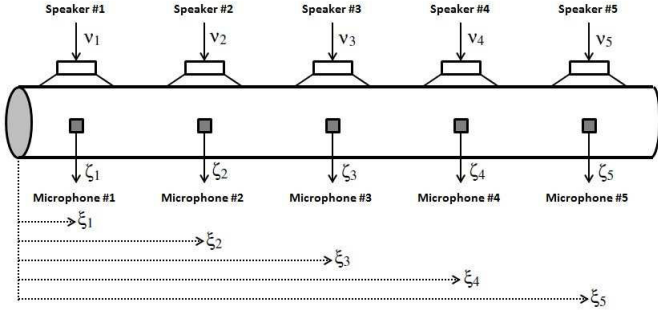 Speaker #1 Speaker #2 Speaker #3 Speaker #4 Speaker #5
ν1 ν2 ν3 ν4 ν5
ζ1 ζ2 ζ3 ζ4 ζ5
Microphone #1 Microphone #2 Microphone #3 Microphone #4 Microphone #5
ξ1
ξ2
ξ3
ξ4
ξ5